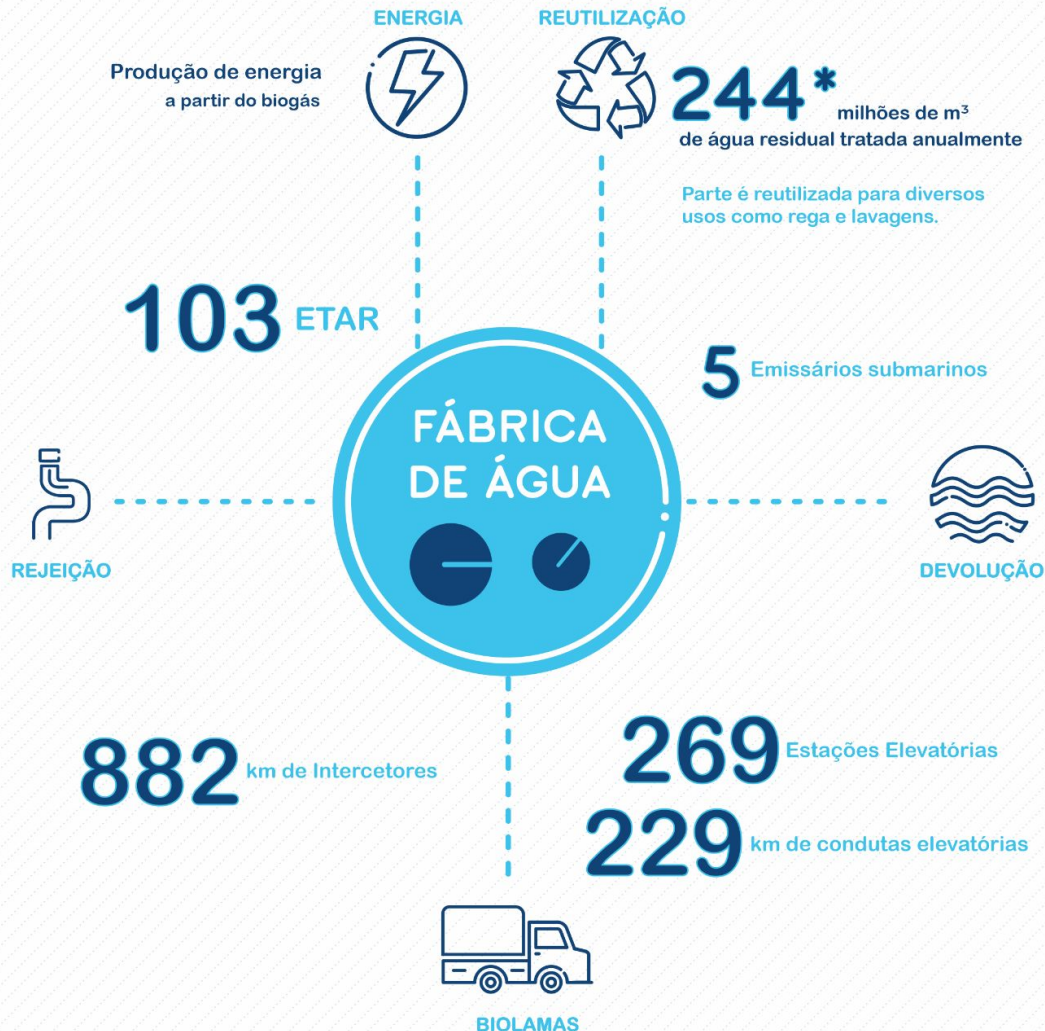 ENERGIA
REUTILIZAÇÃO
Produção de energia
a partir do biogás
244* milhões de m³
de água residual tratada anualmente
Parte é reutilizada para diversos
usos como rega e lavagens.
103 ETAR
5 Emissários submarinos
FÁBRICA
DE ÁGUA
REJEIÇÃO
DEVOLUÇÃO
882 km de Intercetores
269 Estações Elevatórias
229 km de condutas elevatórias
BIOLAMAS